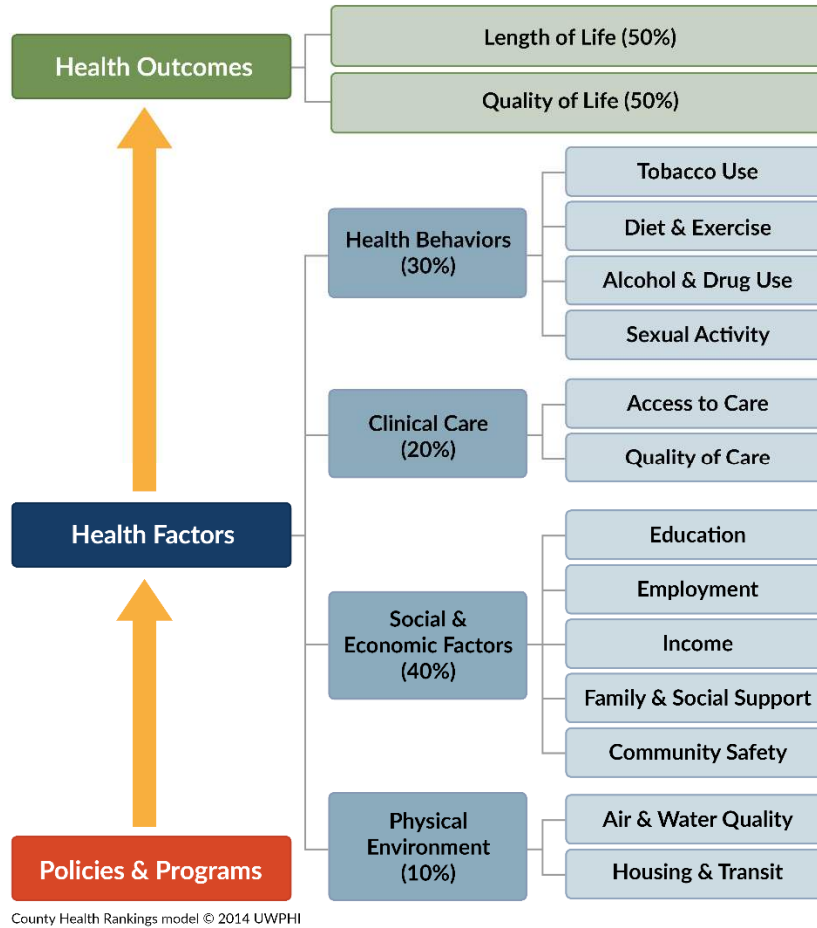 Health Outcomes
Length of Life (50%)
Quality of Life (50%)
Health Behaviors
(30%)
Tobacco Use
Diet & Exercise
Alcohol & Drug Use
Sexual Activity
Clinical Care
(20%)
Access to Care
Quality of Care
Health Factors
Social &
Economic Factors
(40%)
Education
Employment
Income
Family & Social Support
Community Safety
Physical
Environment
(10%)
Air & Water Quality
Housing & Transit
Policies & Programs
County Health Rankings model © 2014 UWPHI